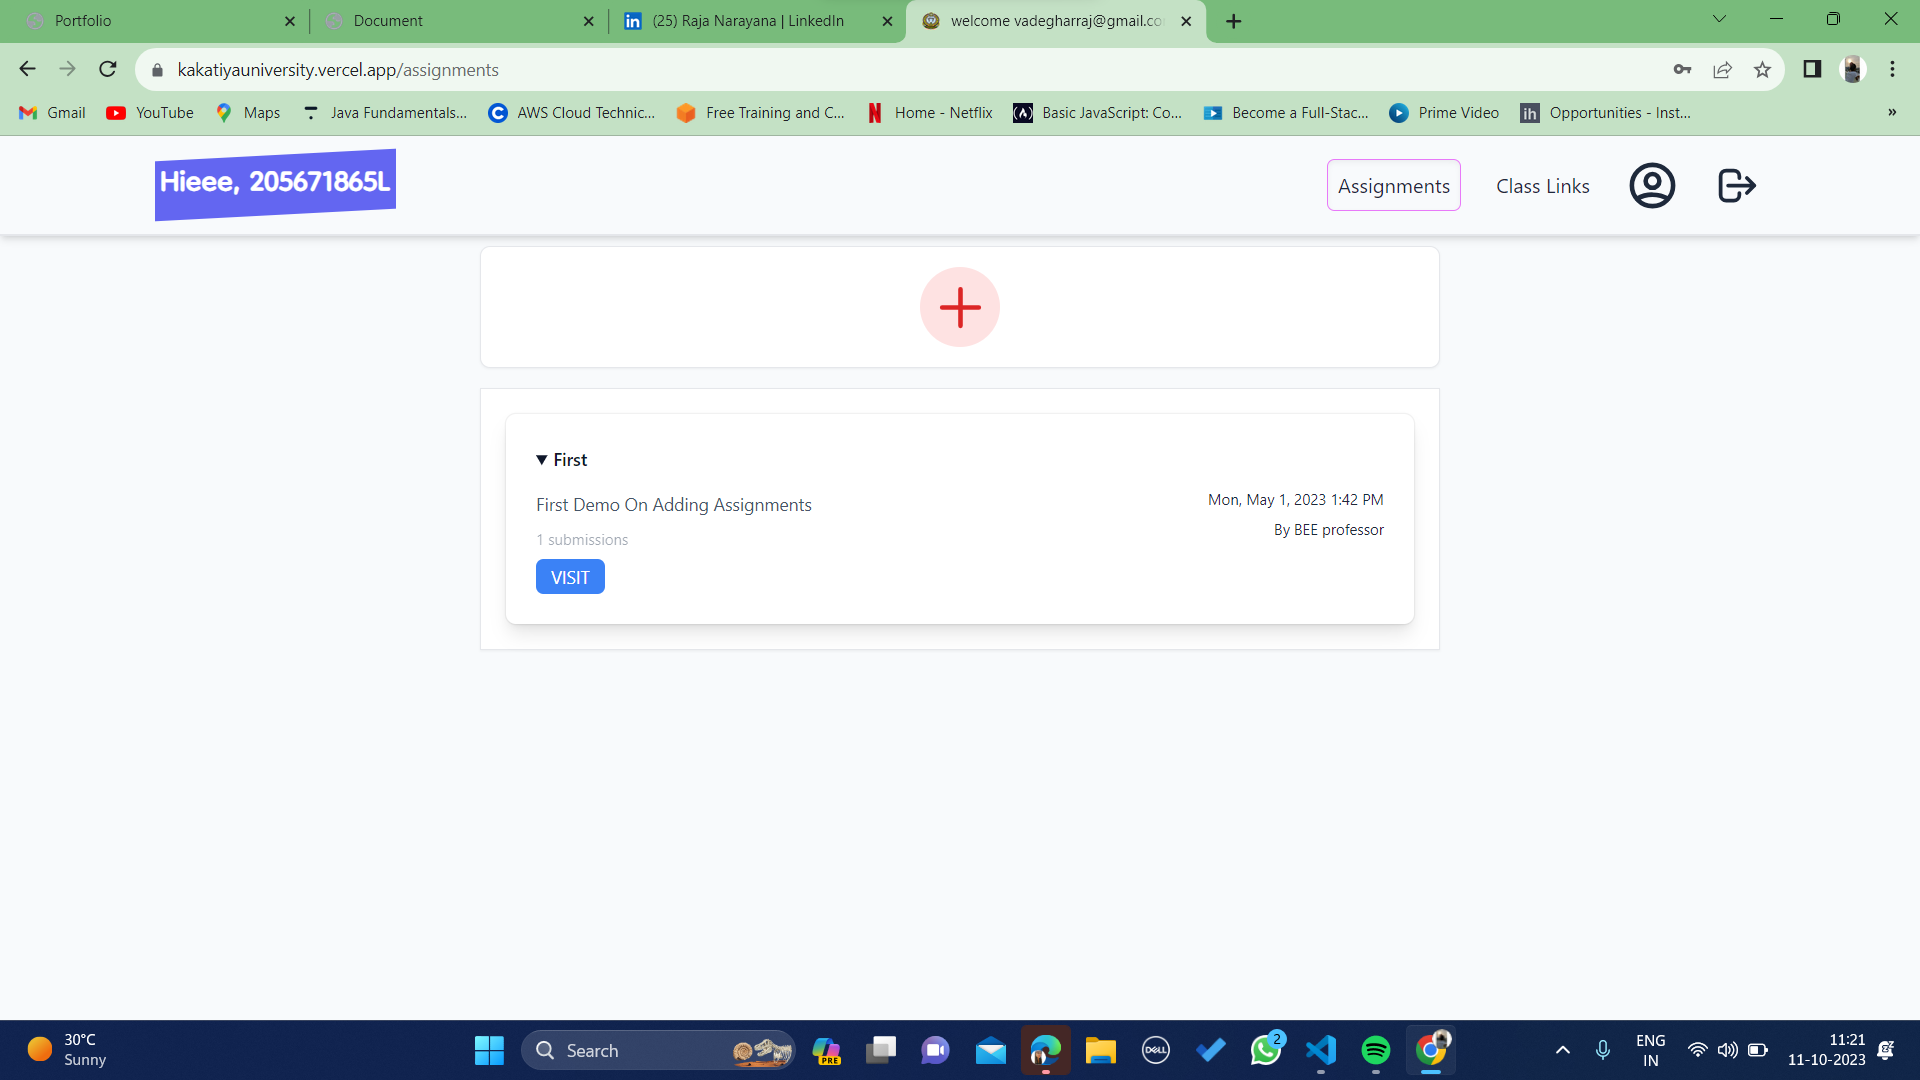 Portfolio
Document
(25) Raja Narayana | LinkedIn
welcome vadegharraj@gmail.co
kakatiyauniversity.vercel.app/assignments
Gmail
YouTube
Maps
Java Fundamentals...
AWS Cloud Technic...
Free Training and C...
Home - Netflix
Basic JavaScript: Co...
Become a Full-Stac...
Prime Video
Opportunities - Inst...
»
Hieee, 205671865L
Assignments
Class Links
First
First Demo On Adding Assignments
Mon, May 1, 2023 1:42 PM
By BEE professor
1 submissions
VISIT
30°C
Sunny
Search
PRE
DELL
2
ENG
IN
11:21
11-10-2023